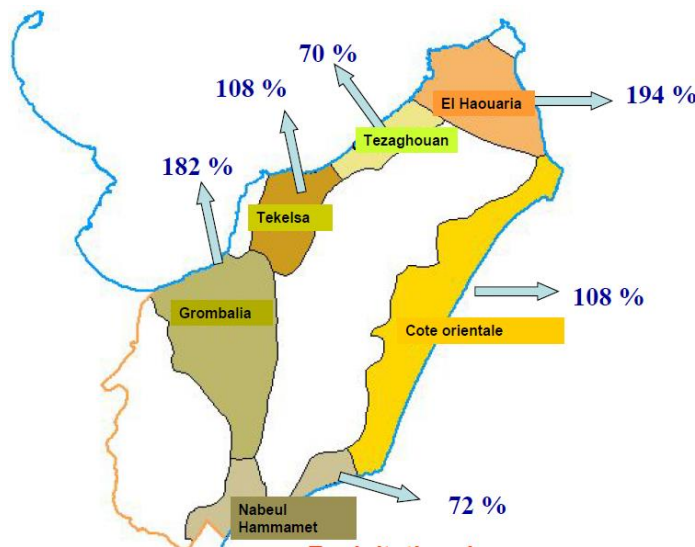 70 %
108 %
El Haouaria
194 %
Tezaghouan
182 %
Tekelsa
Grombalia
108 %
Cote orientale
72 %
Nabeul
Hammamet